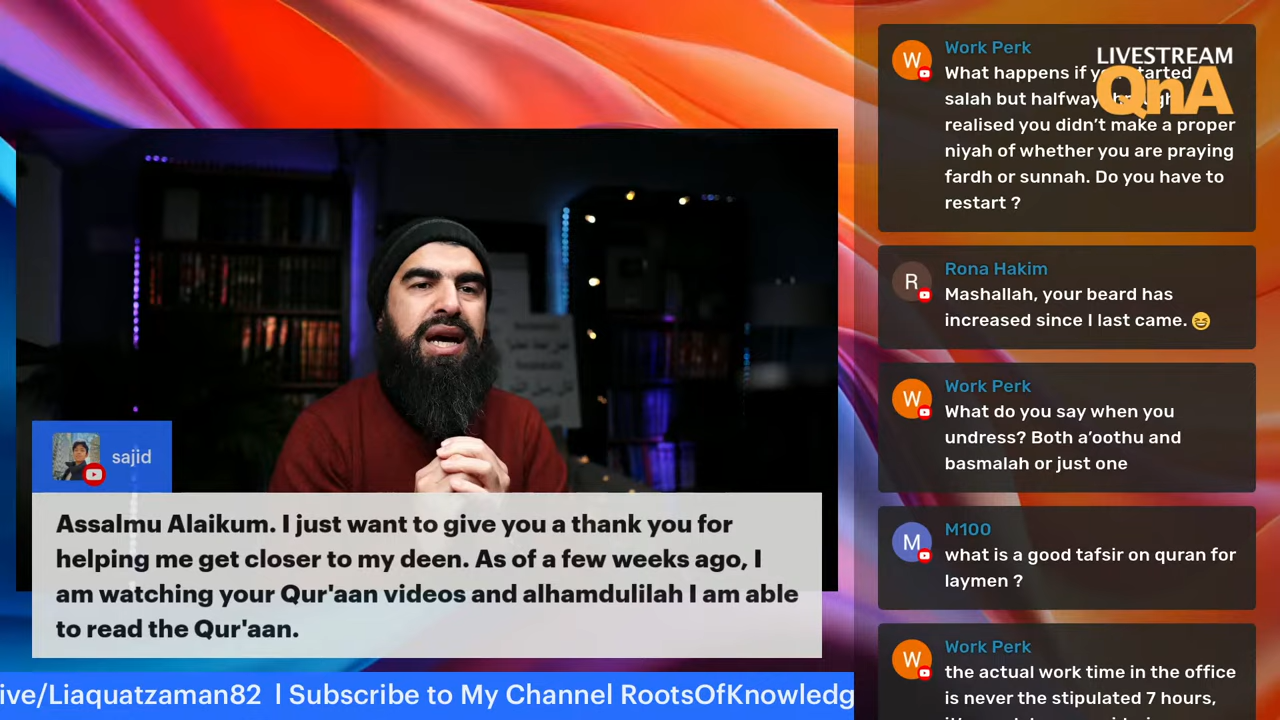 sajid
Assalmu Alaikum. I just want to give you a thank you for
helping me get closer to my deen. As of a few weeks ago, I
am watching your Qur'aan videos and alhamdulilah I am able
to read the Qur'aan.
ive/Liaquatzaman82 | Subscribe to My Channel RootsOfKnowledg
LIVESTREAM
QnA
W
Work Perk
What happens if you started
salah but halfway through
realised you didn’t make a proper
niyah of whether you are praying
fardh or sunnah. Do you have to
restart ?
R
Rona Hakim
Mashallah, your beard has
increased since I last came. 😆
W
Work Perk
What do you say when you
undress? Both a’oothu and
basmalah or just one
M
M100
what is a good tafsir on quran for
laymen ?
W
Work Perk
the actual work time in the office
is never the stipulated 7 hours,